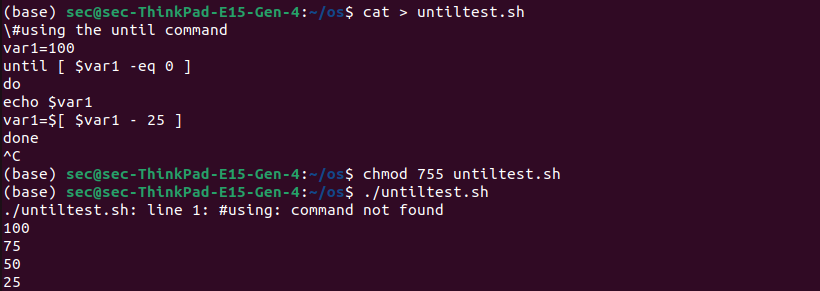 (base) sec@sec-ThinkPad-E15-Gen-4:~/os$ cat > untiltest.sh
\#using the until command
var1=100
until [ $var1 -eq 0 ]
do
echo $var1
var1=$[ $var1 - 25 ]
done
^C
(base) sec@sec-ThinkPad-E15-Gen-4:~/os$ chmod 755 untiltest.sh
(base) sec@sec-ThinkPad-E15-Gen-4:~/os$ ./untiltest.sh
./untiltest.sh: line 1: #using: command not found
100
75
50
25